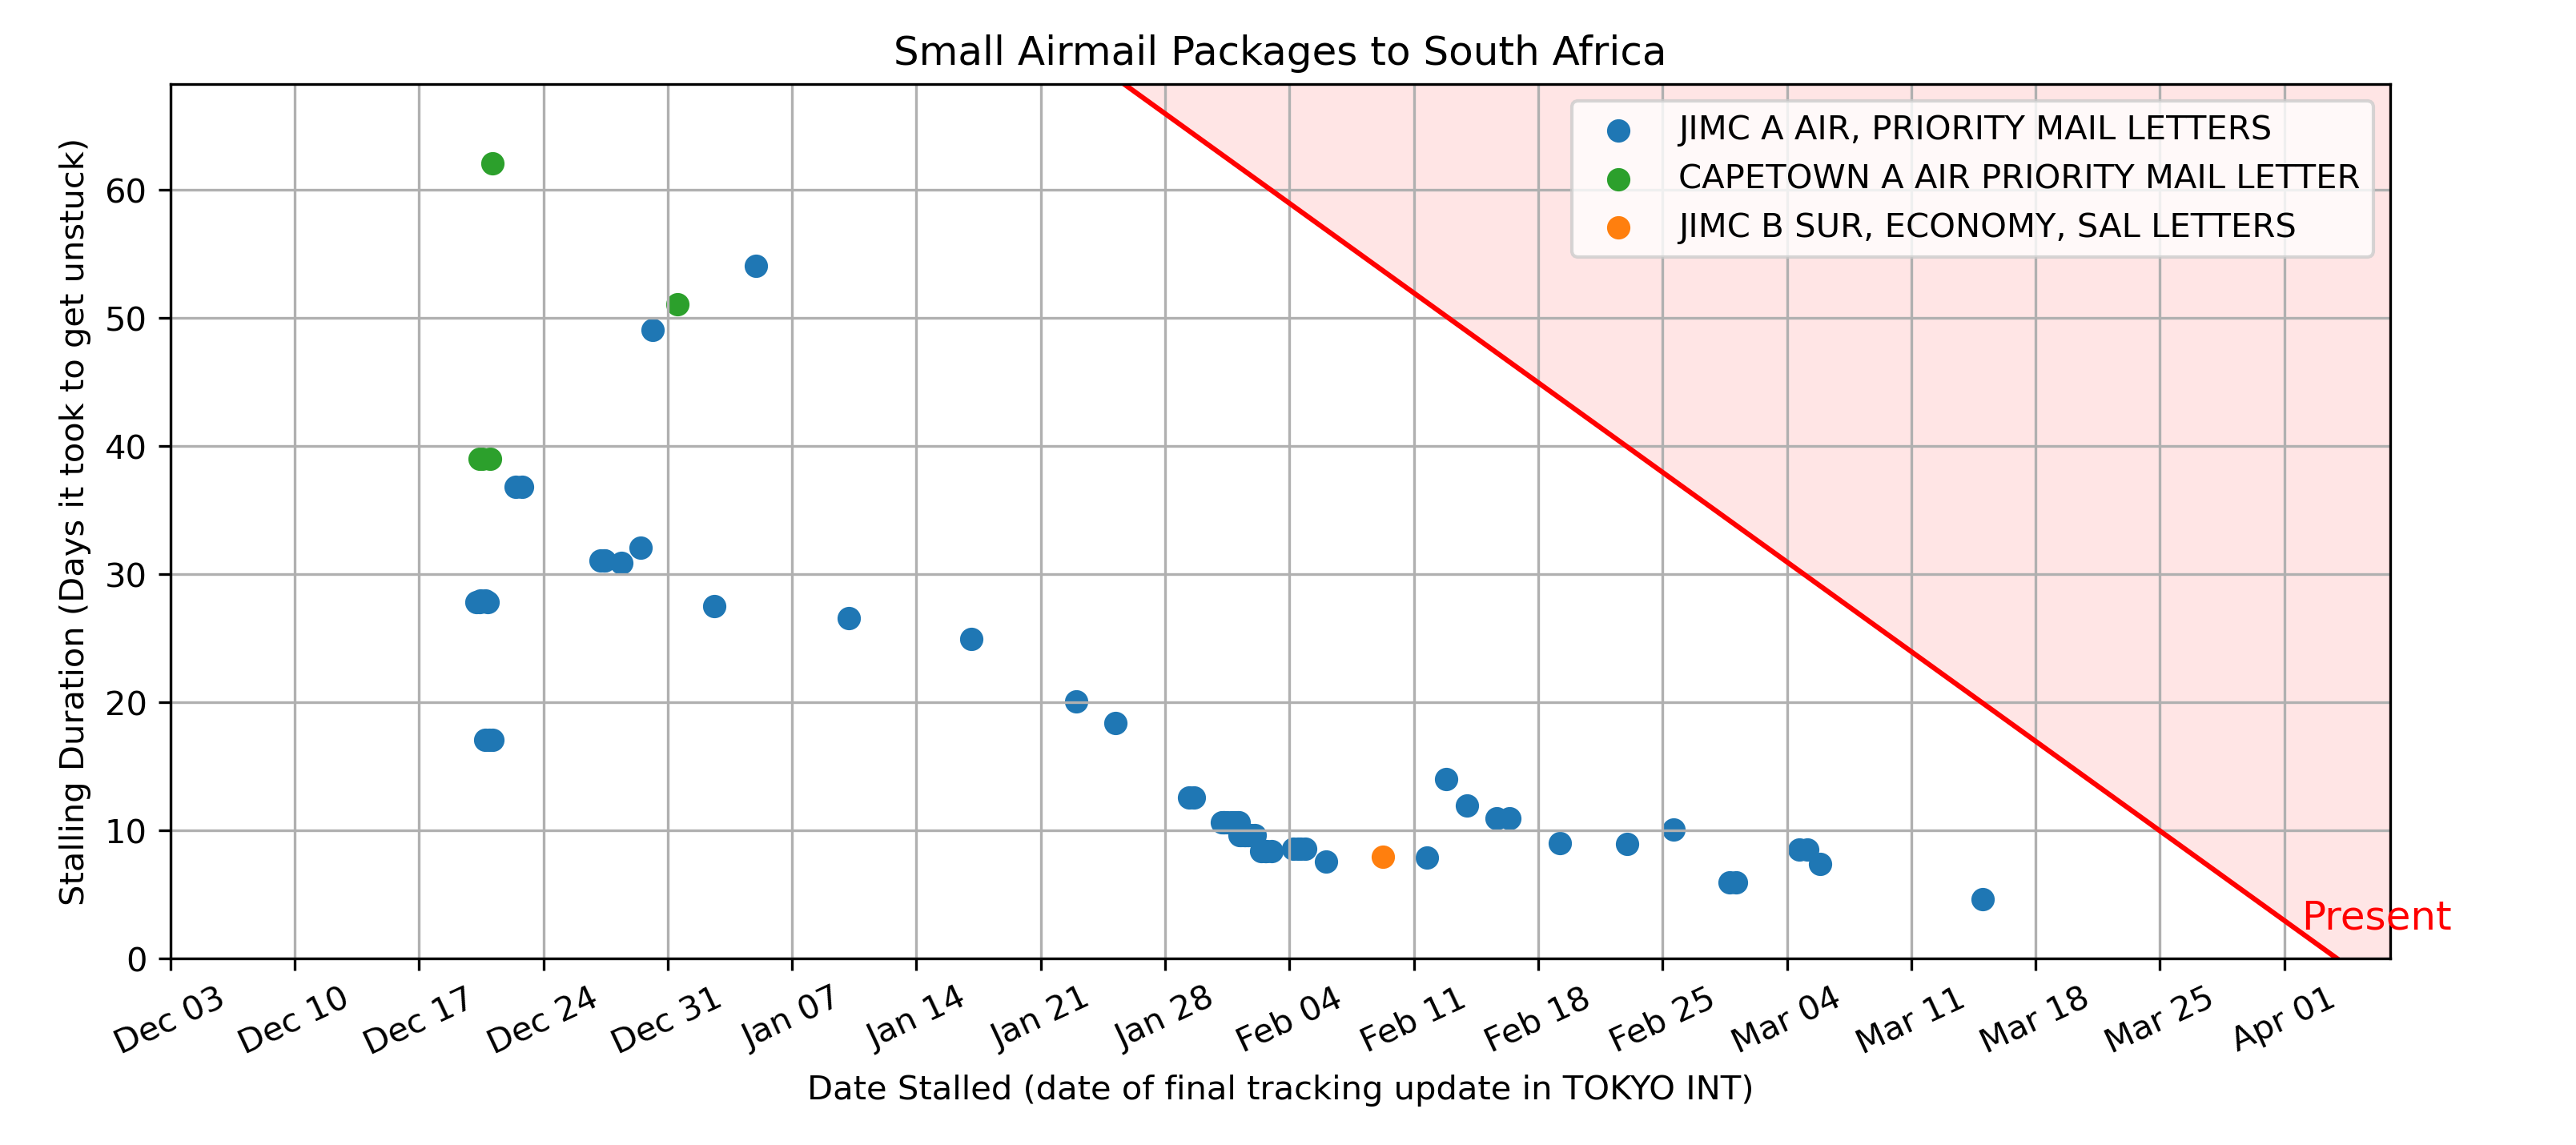 Small Airmail Packages to South Africa
JIMC A AIR, PRIORITY MAIL LETTERS
CAPETOWN A AIR PRIORITY MAIL LETTER
JIMC B SUR, ECONOMY, SAL LETTERS
Stalling Duration (Days it took to get unstuck)
60
50
40
30
20
10
0
Present
Dec 03 Dec 10 Dec 17 Dec 24 Dec 31 Jan 07 Jan 14 Jan 21 Jan 28 Feb 04 Feb 11 Feb 18 Feb 25 Mar 04 Mar 11 Mar 18 Mar 25 Apr 01
Date Stalled (date of final tracking update in TOKYO INT)